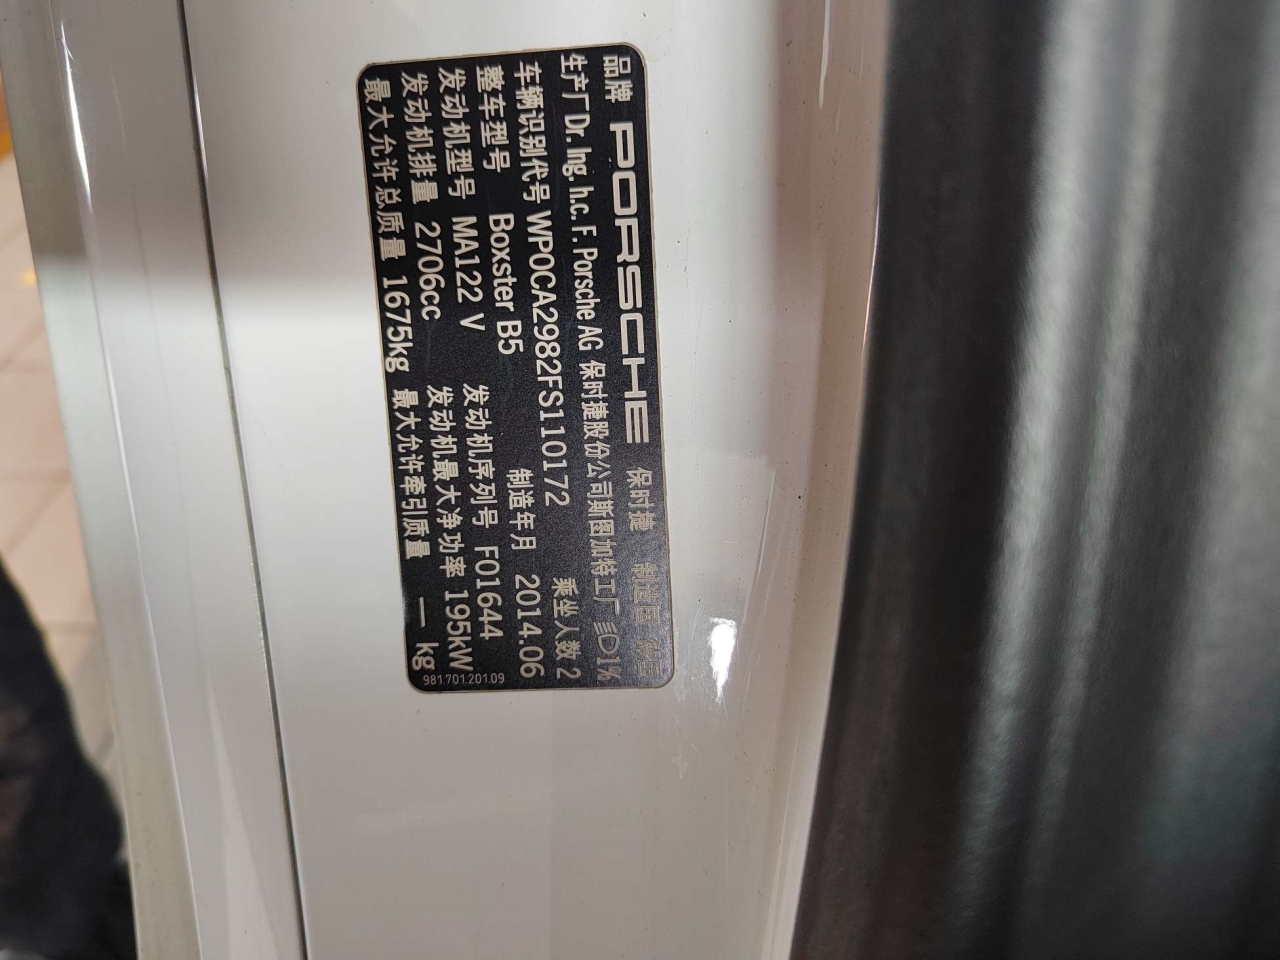 品牌 PORSCHE 保时捷 制造国 德国
生产厂 Dr. Ing. h.c. F. Porsche AG 保时捷股份公司斯图加特工厂 1%
车辆识别代号 WP0CA2982FS110172 乘坐人数 2
整车型号 Boxster B5 制造年月 2014.06
发动机型号 MA122 V 发动机序列号 F01644
发动机排量 2706cc 发动机最大净功率 195kW
最大允许总质量 1675kg 最大允许牵引质量 — kg
981.701.201.09